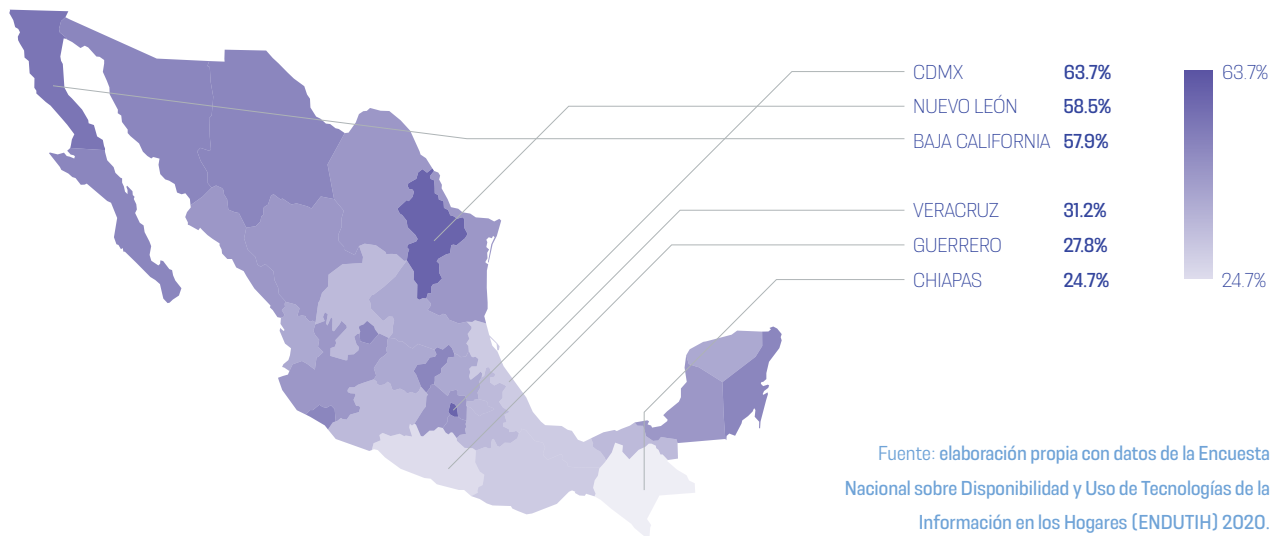 CDMX 63.7%
NUEVO LEÓN 58.5%
BAJA CALIFORNIA 57.9%
VERACRUZ 31.2%
GUERRERO 27.8%
CHIAPAS 24.7%
63.7%
24.7%
Fuente: elaboración propia con datos de la Encuesta
Nacional sobre Disponibilidad y Uso de Tecnologías de la
Información en los Hogares (ENDUTIH) 2020.